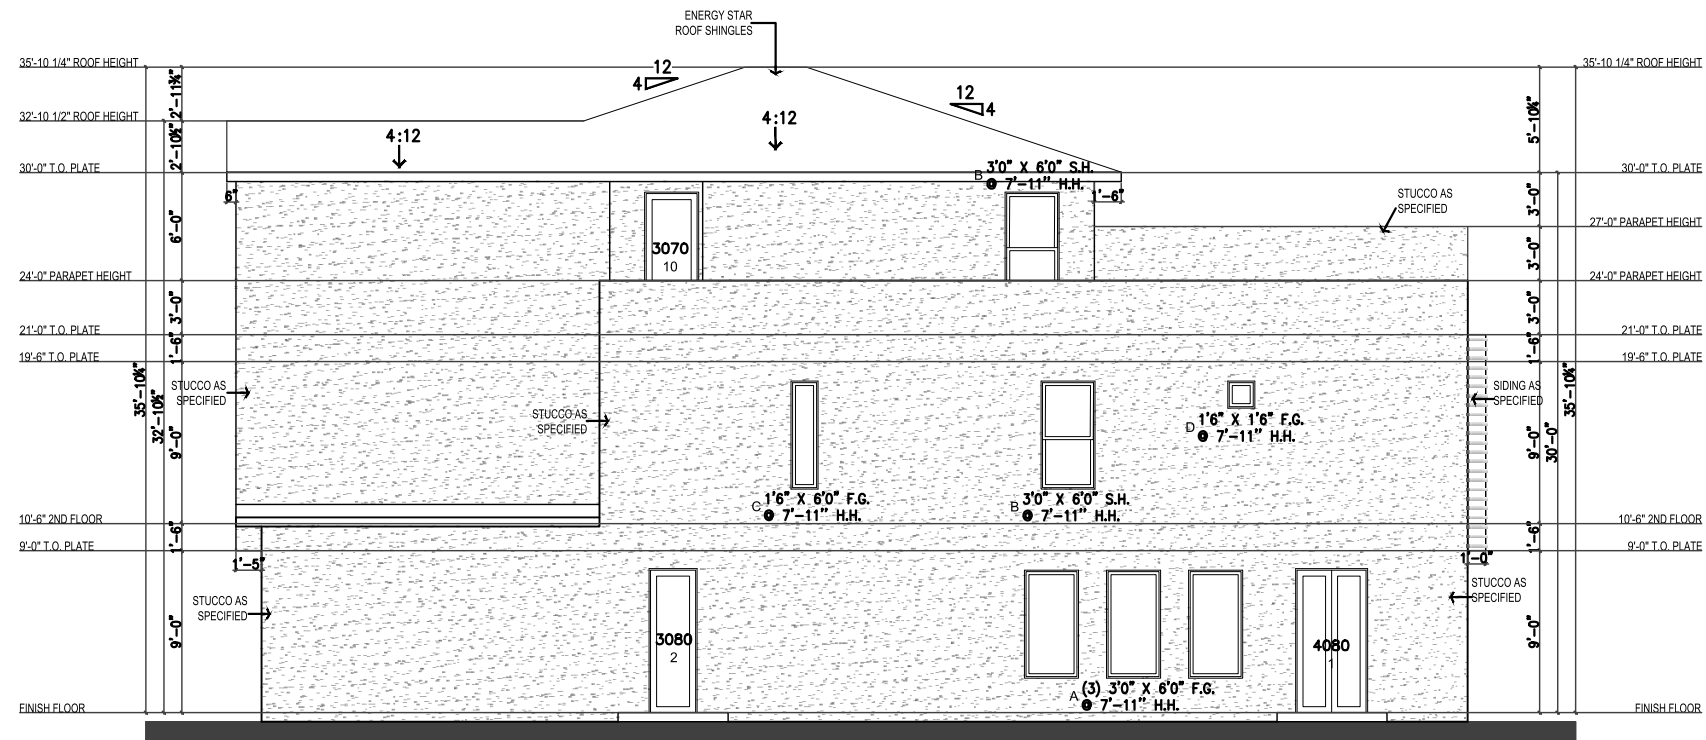 ENERGY STAR
ROOF SHINGLES
35'-10 1/4" ROOF HEIGHT
35'-10 1/4" ROOF HEIGHT
12
4
12
4
2'-11¾"
5'-10¼"
32'-10 1/2" ROOF HEIGHT
4:12
4:12
2'-10½"
30'-0" T.O. PLATE
30'-0" T.O. PLATE
B 3'0" X 6'0" S.H.
@ 7'-11" H.H.
6"
1'-6"
STUCCO AS
SPECIFIED
3'-0"
27'-0" PARAPET HEIGHT
6'-0"
3070
10
3'-0"
24'-0" PARAPET HEIGHT
24'-0" PARAPET HEIGHT
3'-0"
3'-0"
21'-0" T.O. PLATE
21'-0" T.O. PLATE
1'-6"
1'-6"
19'-6" T.O. PLATE
19'-6" T.O. PLATE
35'-10¼"
32'-10½"
STUCCO AS
SPECIFIED
STUCCO AS
SPECIFIED
SIDING AS
SPECIFIED
35'-10¼"
30'-0"
9'-0"
9'-0"
D 1'6" X 1'6" F.G.
@ 7'-11" H.H.
C 1'6" X 6'0" F.G.
@ 7'-11" H.H.
B 3'0" X 6'0" S.H.
@ 7'-11" H.H.
10'-6" 2ND FLOOR
10'-6" 2ND FLOOR
1'-6"
1'-6"
9'-0" T.O. PLATE
9'-0" T.O. PLATE
1'-5"
1'-0"
STUCCO AS
SPECIFIED
STUCCO AS
SPECIFIED
9'-0"
9'-0"
3080
2
4080
1
A (3) 3'0" X 6'0" F.G.
@ 7'-11" H.H.
FINISH FLOOR
FINISH FLOOR